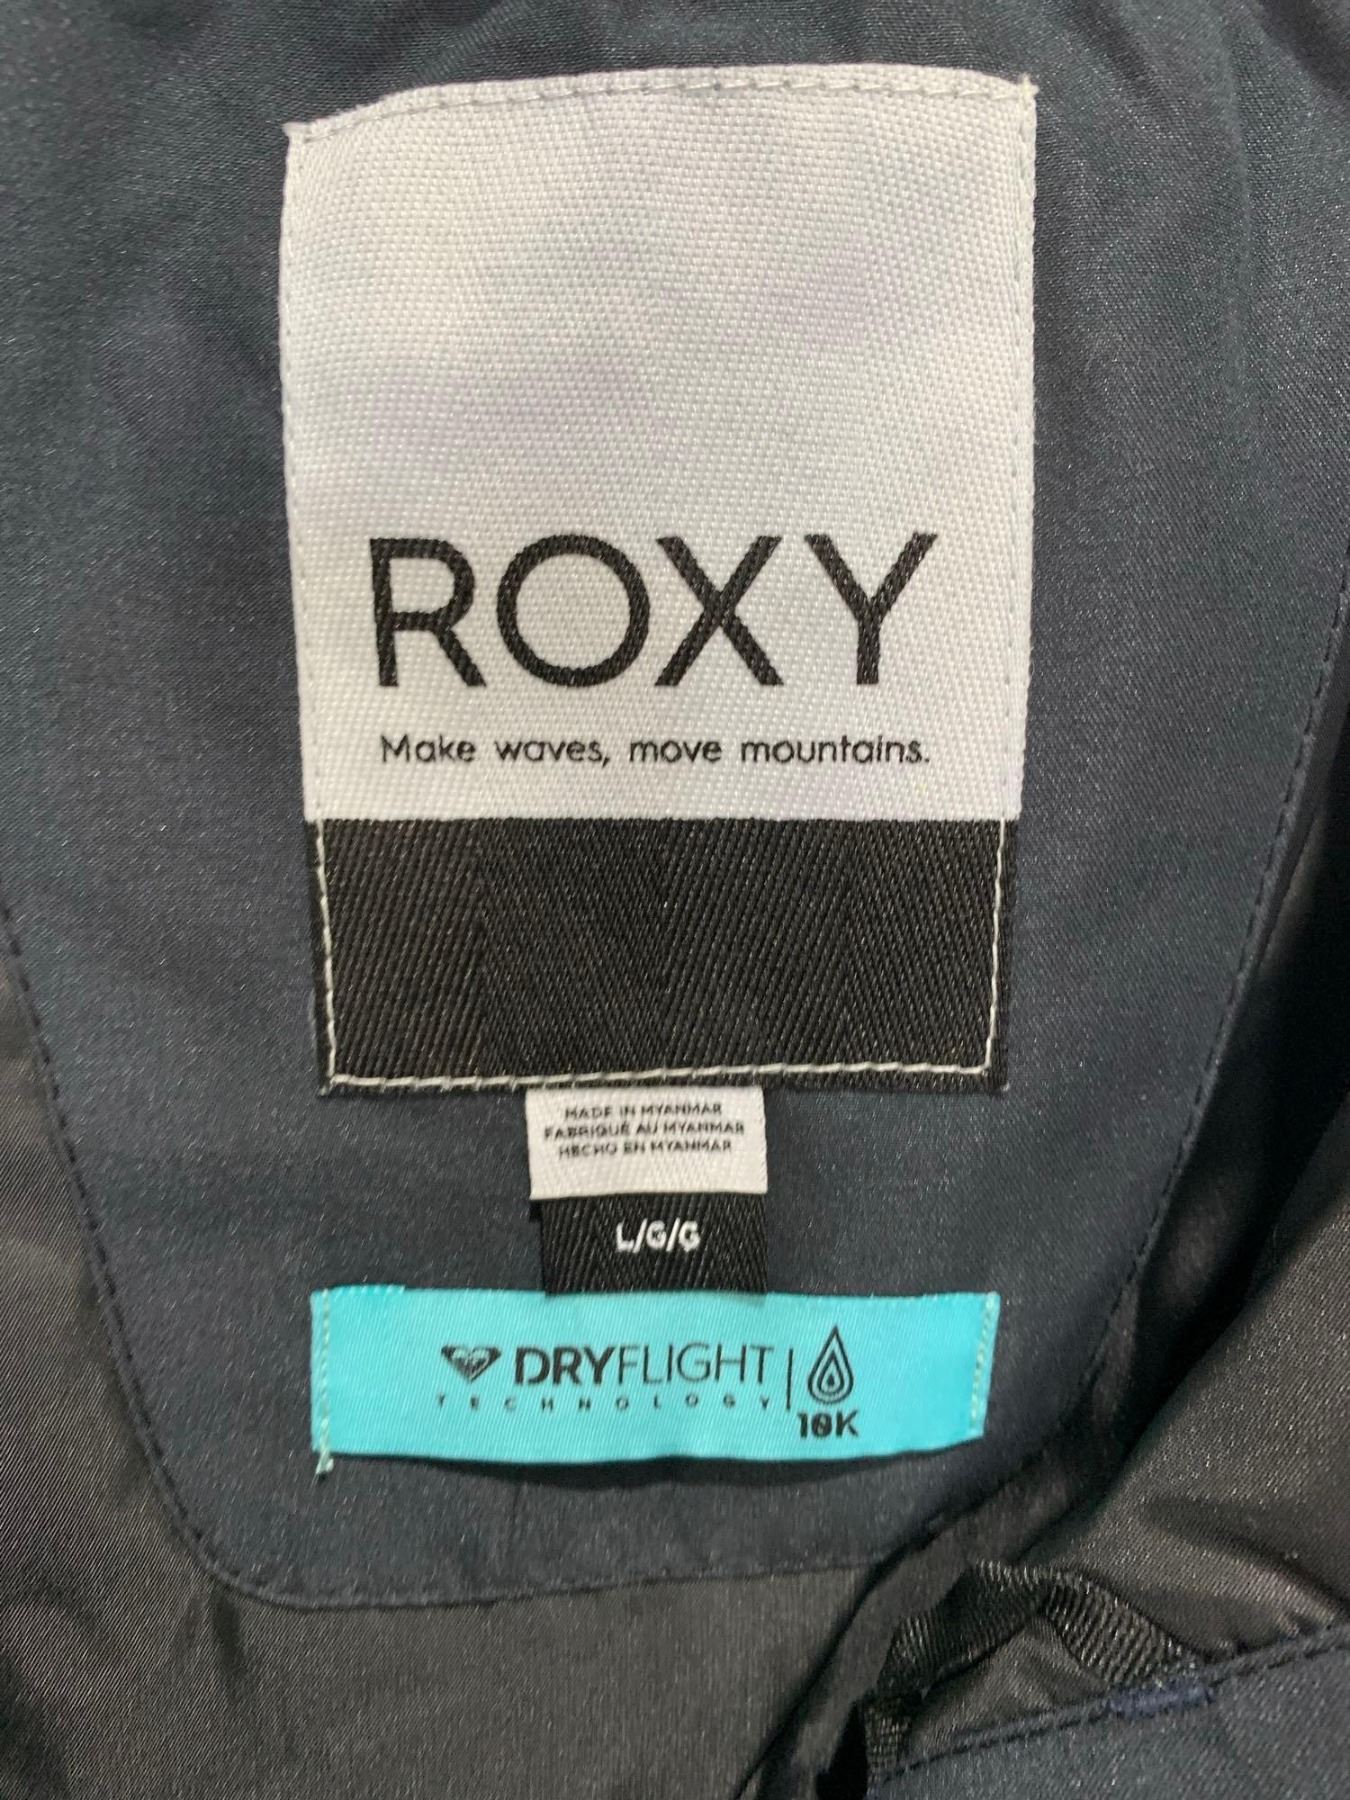 ROXY
Make waves, move mountains.
MADE IN MYANMAR
FABRIQUÉ AU MYANMAR
HECHO EN MYANMAR
L/G/G
DRYFLIGHT
TECHNOLOGY
10K